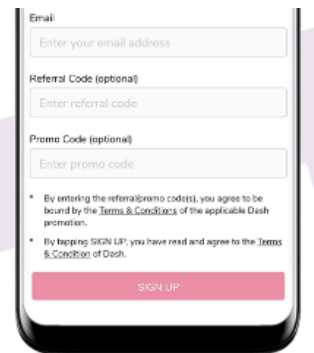 Email
Enter your email address
Referral Code (optional)
Enter referral code
Promo Code (optional)
Enter promo code
* By entering the referral/promo code(s), you agree to be
bound by the Terms & Conditions of the applicable Dash
promotion.
* By tapping SIGN UP, you have read and agree to the Terms
& Condition of Dash.
SIGN UP